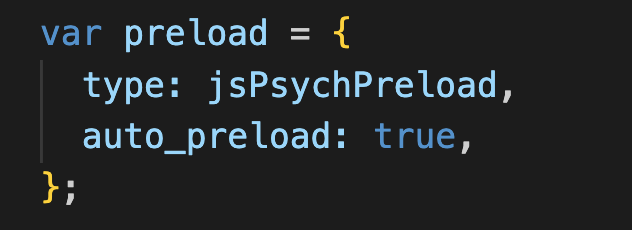 var preload = {
  type: jsPsychPreload,
  auto_preload: true,
};